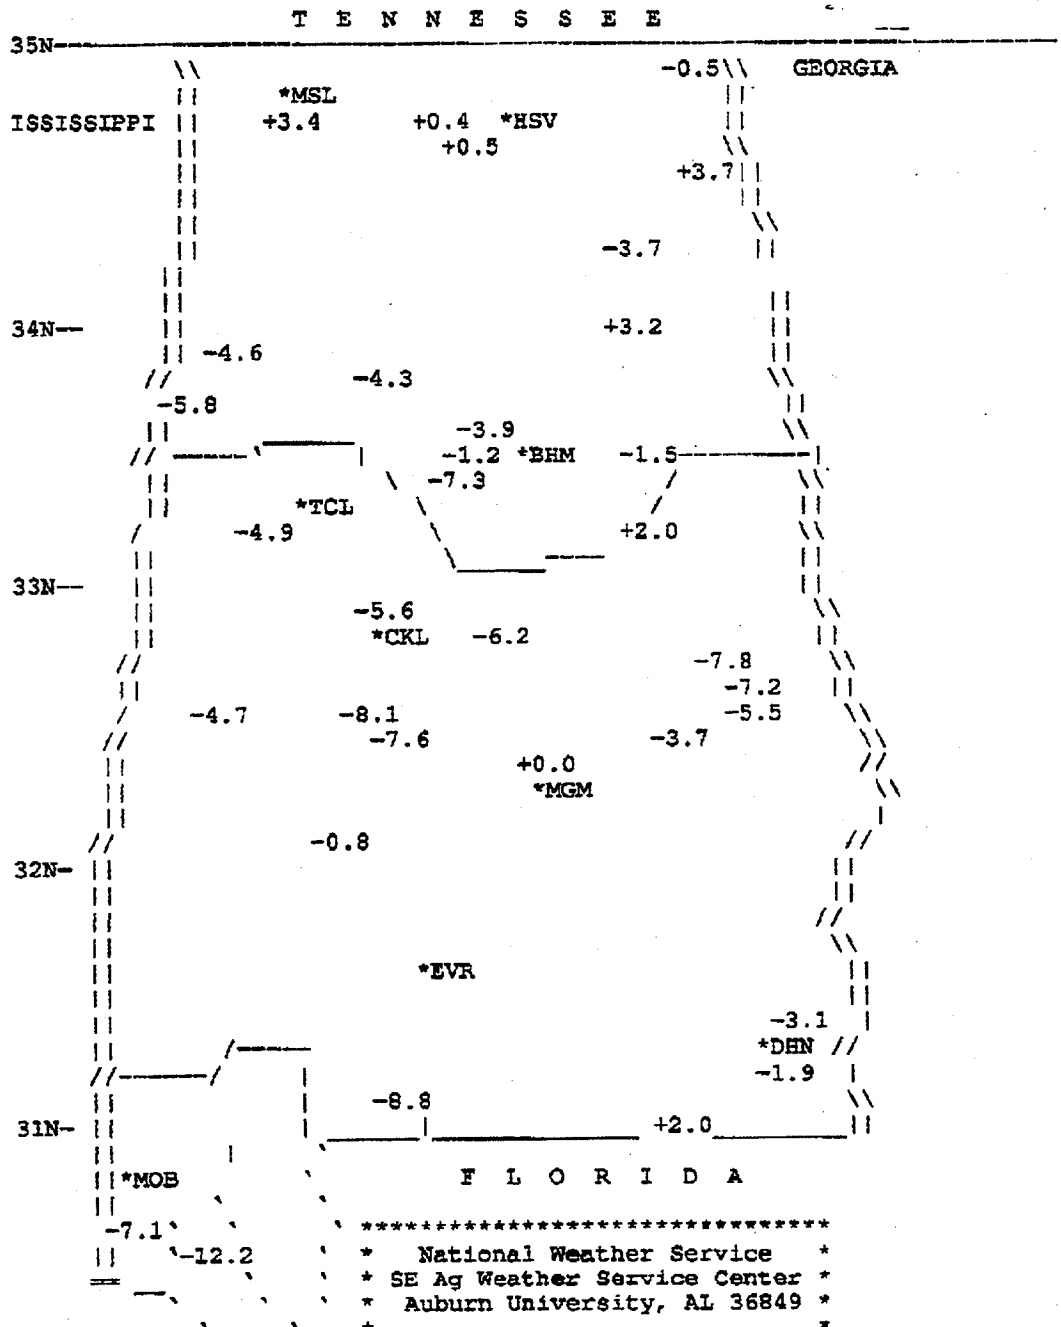 T E N N E S S E E
35N
-0.5 GEORGIA
*MSL
ISSISSIPPI +3.4 +0.4 *HSV
+0.5
+3.7
-3.7
34N-- +3.2
-4.6
-4.3
-5.8
-3.9
-1.2 *BHM -1.5
-7.3
*TCL
-4.9 +2.0
33N--
-5.6
*CKL -6.2
-7.8
-7.2
-4.7 -8.1 -5.5
-7.6 -3.7
+0.0
*MGM
-0.8
32N-
*EVR
-3.1
*DHN
-1.9
-8.8
31N- +2.0
*MOB F L O R I D A
-7.1 ********************************
-12.2 * National Weather Service *
* SE Ag Weather Service Center *
* Auburn University, AL 36849 *